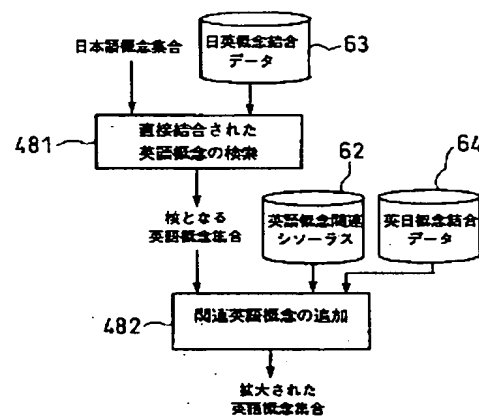 日本語概念集合
日英概念結合
データ
63
481
直接結合された
英語概念の検索
核となる
英語概念集合
62
64
英語概念関連
シソーラス
英日概念結合
データ
482
関連英語概念の追加
拡大された
英語概念集合